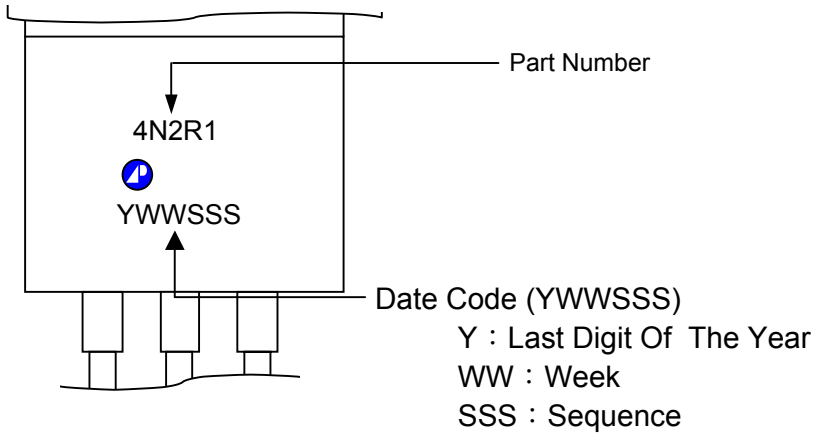 Part Number
4N2R1
YWWSSS
Date Code (YWWSSS)
Y：Last Digit Of The Year
WW：Week
SSS：Sequence